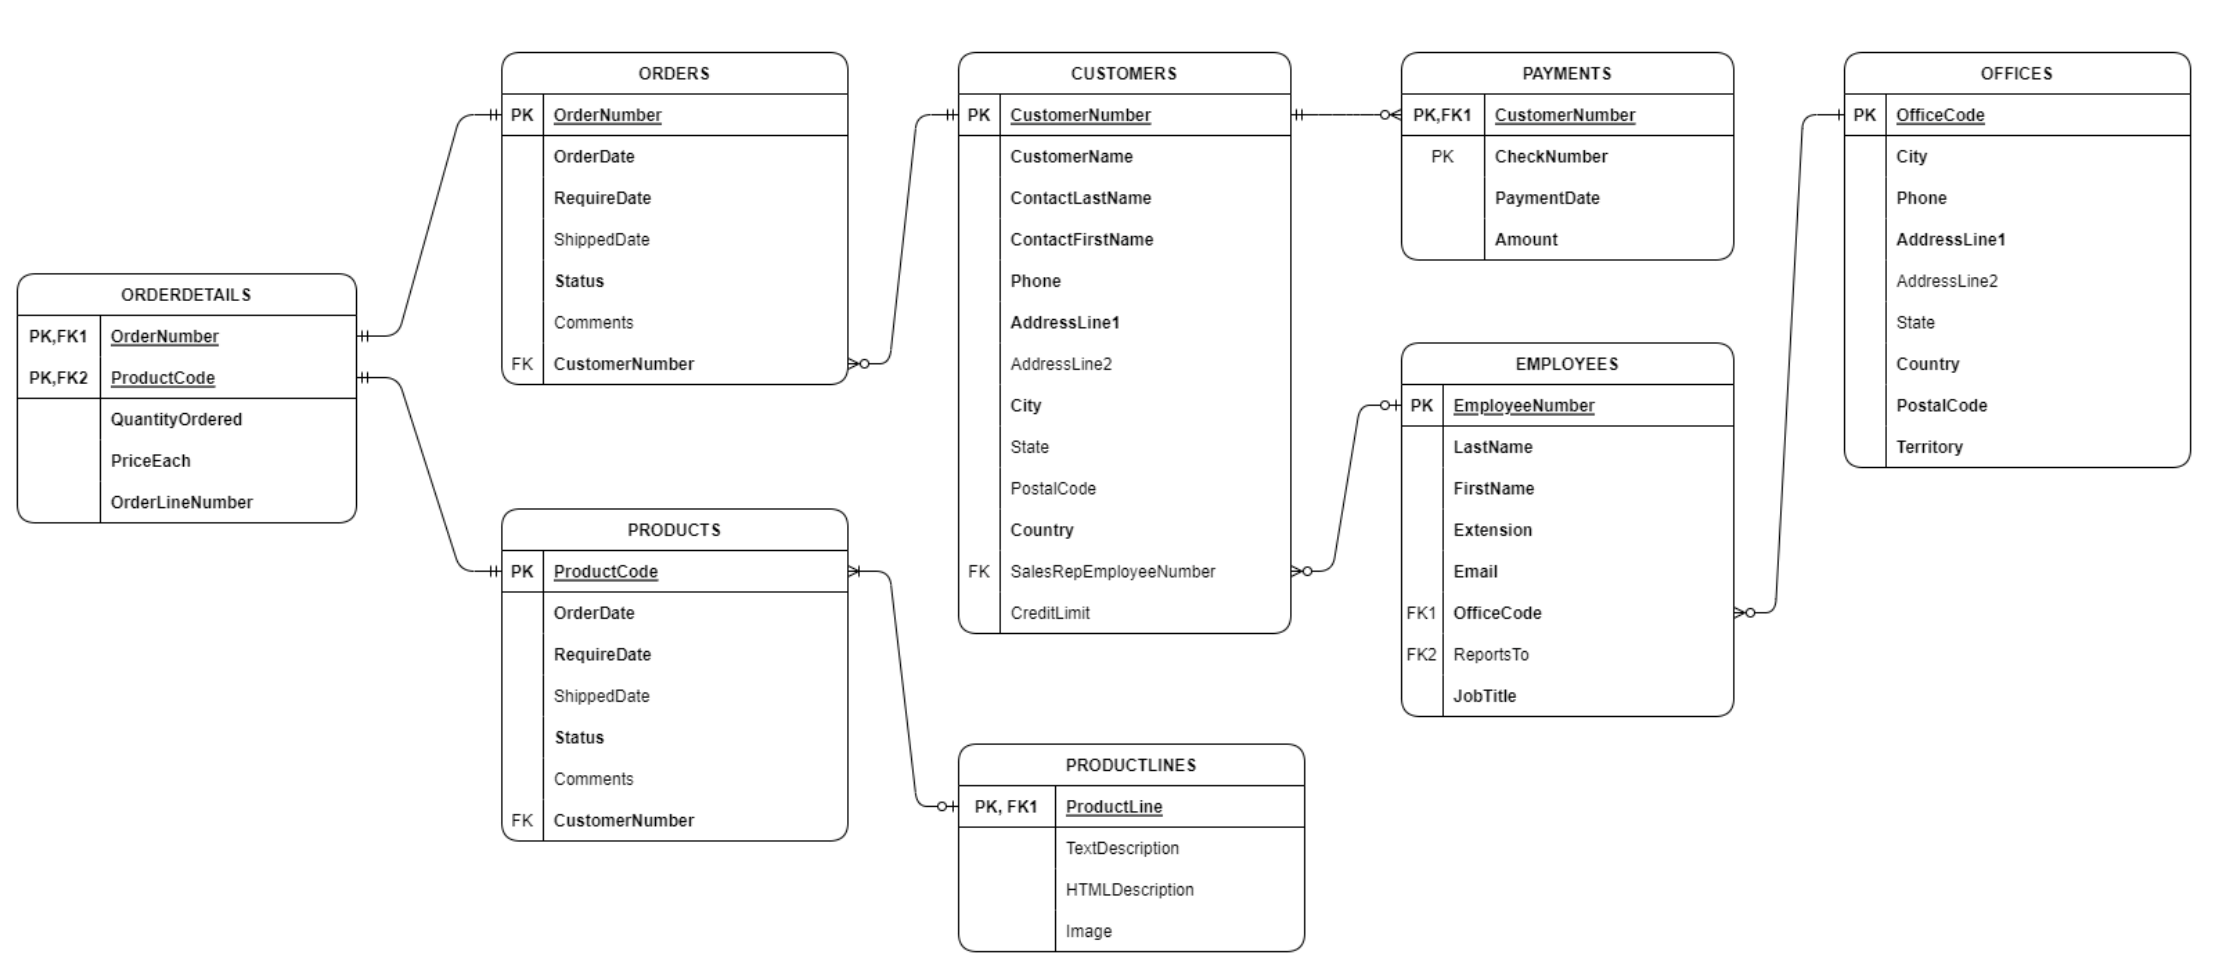 ORDERS
PK OrderNumber
OrderDate
RequireDate
ShippedDate
Status
Comments
FK CustomerNumber
CUSTOMERS
PK CustomerNumber
CustomerName
ContactLastName
ContactFirstName
Phone
AddressLine1
AddressLine2
City
State
PostalCode
Country
FK SalesRepEmployeeNumber
CreditLimit
PAYMENTS
PK,FK1 CustomerNumber
PK CheckNumber
PaymentDate
Amount
OFFICES
PK OfficeCode
City
Phone
AddressLine1
AddressLine2
State
Country
PostalCode
Territory
ORDERDETAILS
PK,FK1 OrderNumber
PK,FK2 ProductCode
QuantityOrdered
PriceEach
OrderLineNumber
EMPLOYEES
PK EmployeeNumber
LastName
FirstName
Extension
Email
FK1 OfficeCode
FK2 ReportsTo
JobTitle
PRODUCTS
PK ProductCode
OrderDate
RequireDate
ShippedDate
Status
Comments
FK CustomerNumber
PRODUCTLINES
PK, FK1 ProductLine
TextDescription
HTMLDescription
Image